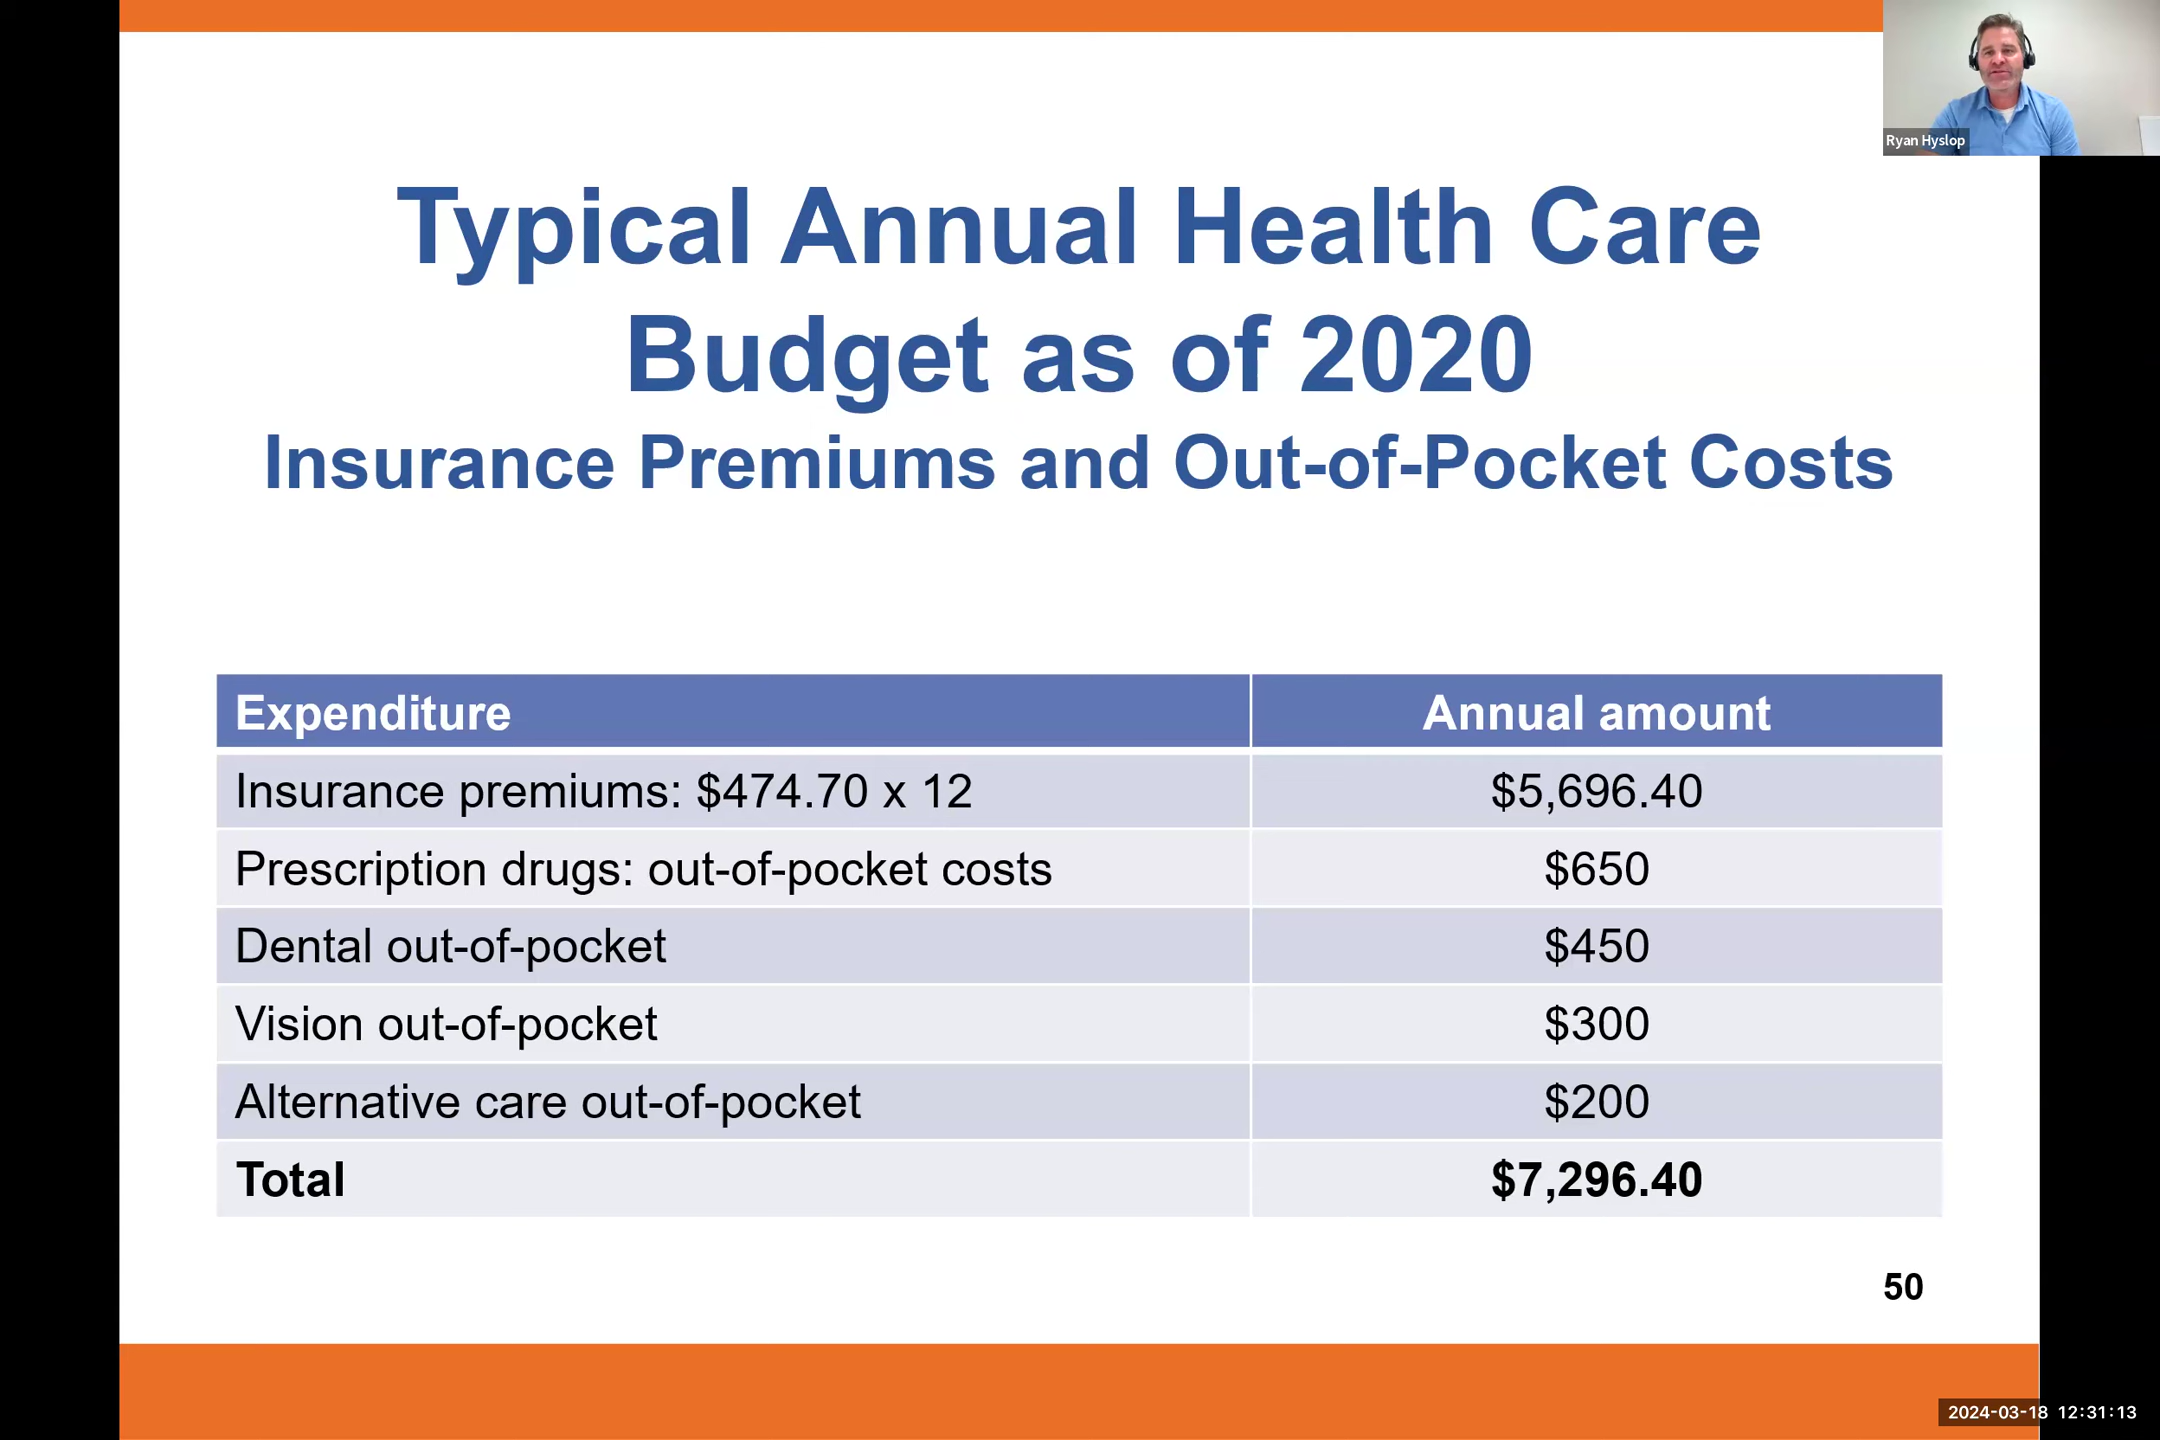 Ryan Hyslop
Typical Annual Health Care
Budget as of 2020
Insurance Premiums and Out-of-Pocket Costs
Expenditure Annual amount
Insurance premiums: $474.70 x 12 $5,696.40
Prescription drugs: out-of-pocket costs $650
Dental out-of-pocket $450
Vision out-of-pocket $300
Alternative care out-of-pocket $200
Total $7,296.40
50
2024-03-18 12:31:13